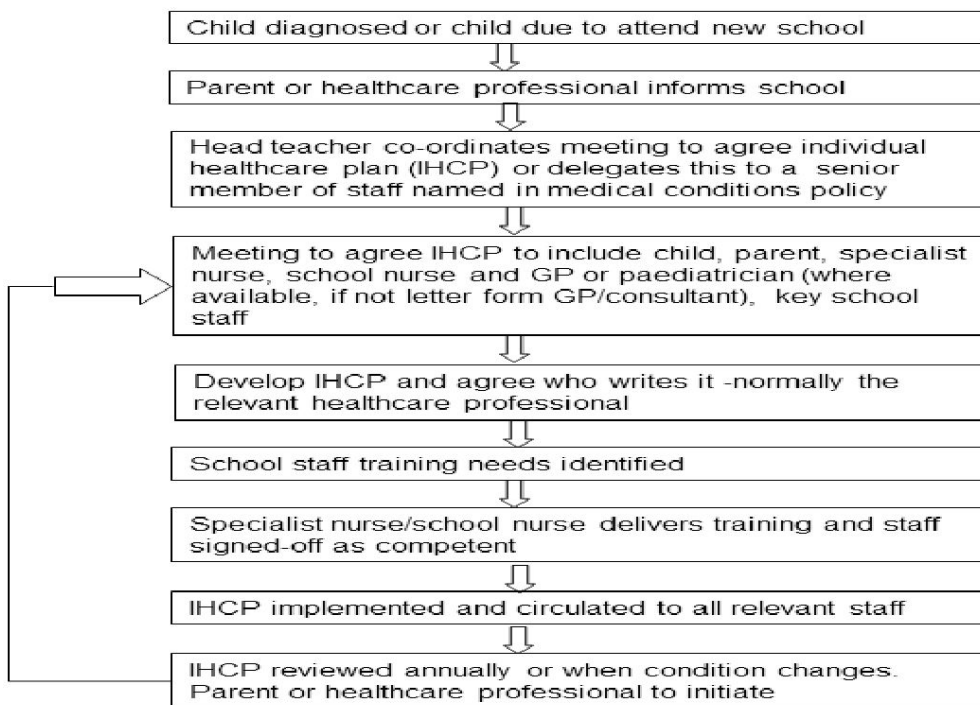 Child diagnosed or child due to attend new school
Parent or healthcare professional informs school
Head teacher co-ordinates meeting to agree individual
healthcare plan (IHCP) or delegates this to a senior
member of staff named in medical conditions policy
Meeting to agree IHCP to include child, parent, specialist
nurse, school nurse and GP or paediatrician (where
available, if not letter form GP/consultant), key school
staff
Develop IHCP and agree who writes it -normally the
relevant healthcare professional
School staff training needs identified
Specialist nurse/school nurse delivers training and staff
signed-off as competent
IHCP implemented and circulated to all relevant staff
IHCP reviewed annually or when condition changes.
Parent or healthcare professional to initiate